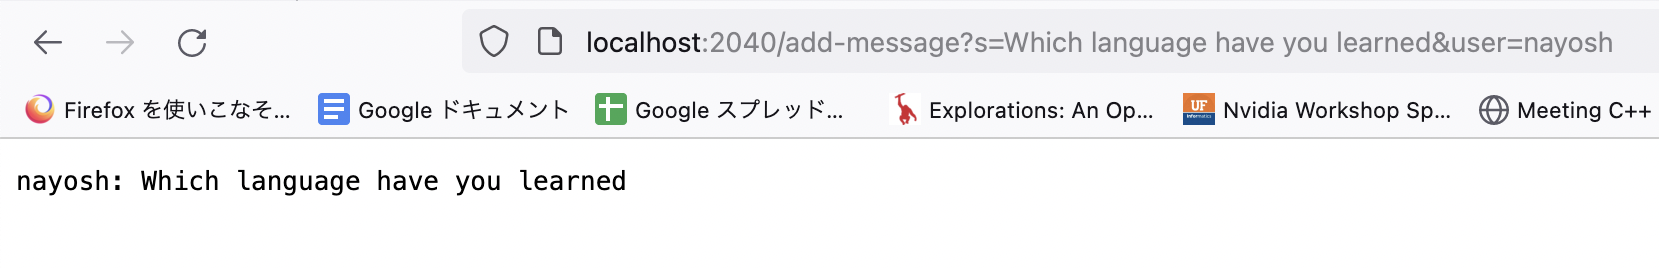 localhost:2040/add-message?s=Which language have you learned&user=nayosh
Firefox を使いこなそ... Google ドキュメント Google スプレッド... Explorations: An Op... UF Informatics Nvidia Workshop Sp... Meeting C++
nayosh: Which language have you learned